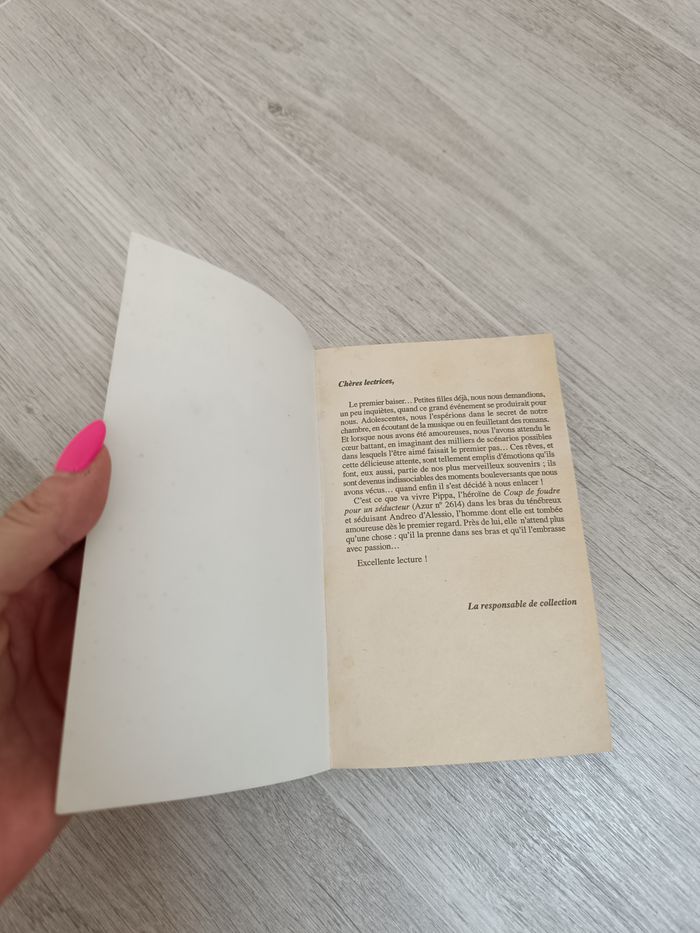 Chères lectrices,
Le premier baiser… Petites filles déjà, nous nous demandions,
un peu inquiètes, quand ce grand événement se produirait pour
nous. Adolescentes, nous l'espérions dans le secret de notre
chambre, en écoutant de la musique ou en feuilletant des romans.
Et lorsque nous avons été amoureuses, nous l'avons attendu le
cœur battant, en imaginant des milliers de scénarios possibles
dans lesquels l'être aimé faisait le premier pas… Ces rêves, et
cette délicieuse attente, sont tellement emplis d'émotions qu'ils
font, eux aussi, partie de nos plus merveilleux souvenirs ; ils
sont devenus indissociables des moments bouleversants que nous
avons vécus… quand enfin il s'est décidé à nous enlacer !
C'est ce que va vivre Pippa, l'héroïne de Coup de foudre
pour un séducteur (Azur n° 2614) dans les bras du ténébreux
et séduisant Andreo d'Alessio, l'homme dont elle est tombée
amoureuse dès le premier regard. Près de lui, elle n'attend plus
qu'une chose : qu'il la prenne dans ses bras et qu'il l'embrasse
avec passion…
Excellente lecture !
La responsable de collection